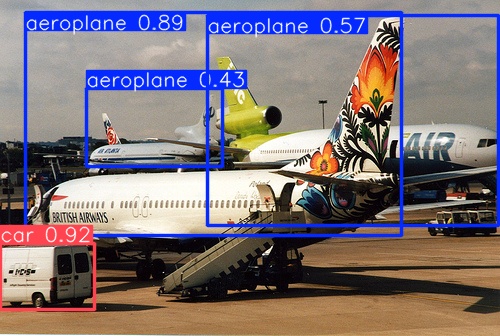 aeroplane 0.89
aeroplane 0.57
aeroplane 0.43
AIR
BRITISH AIRWAYS
car 0.92